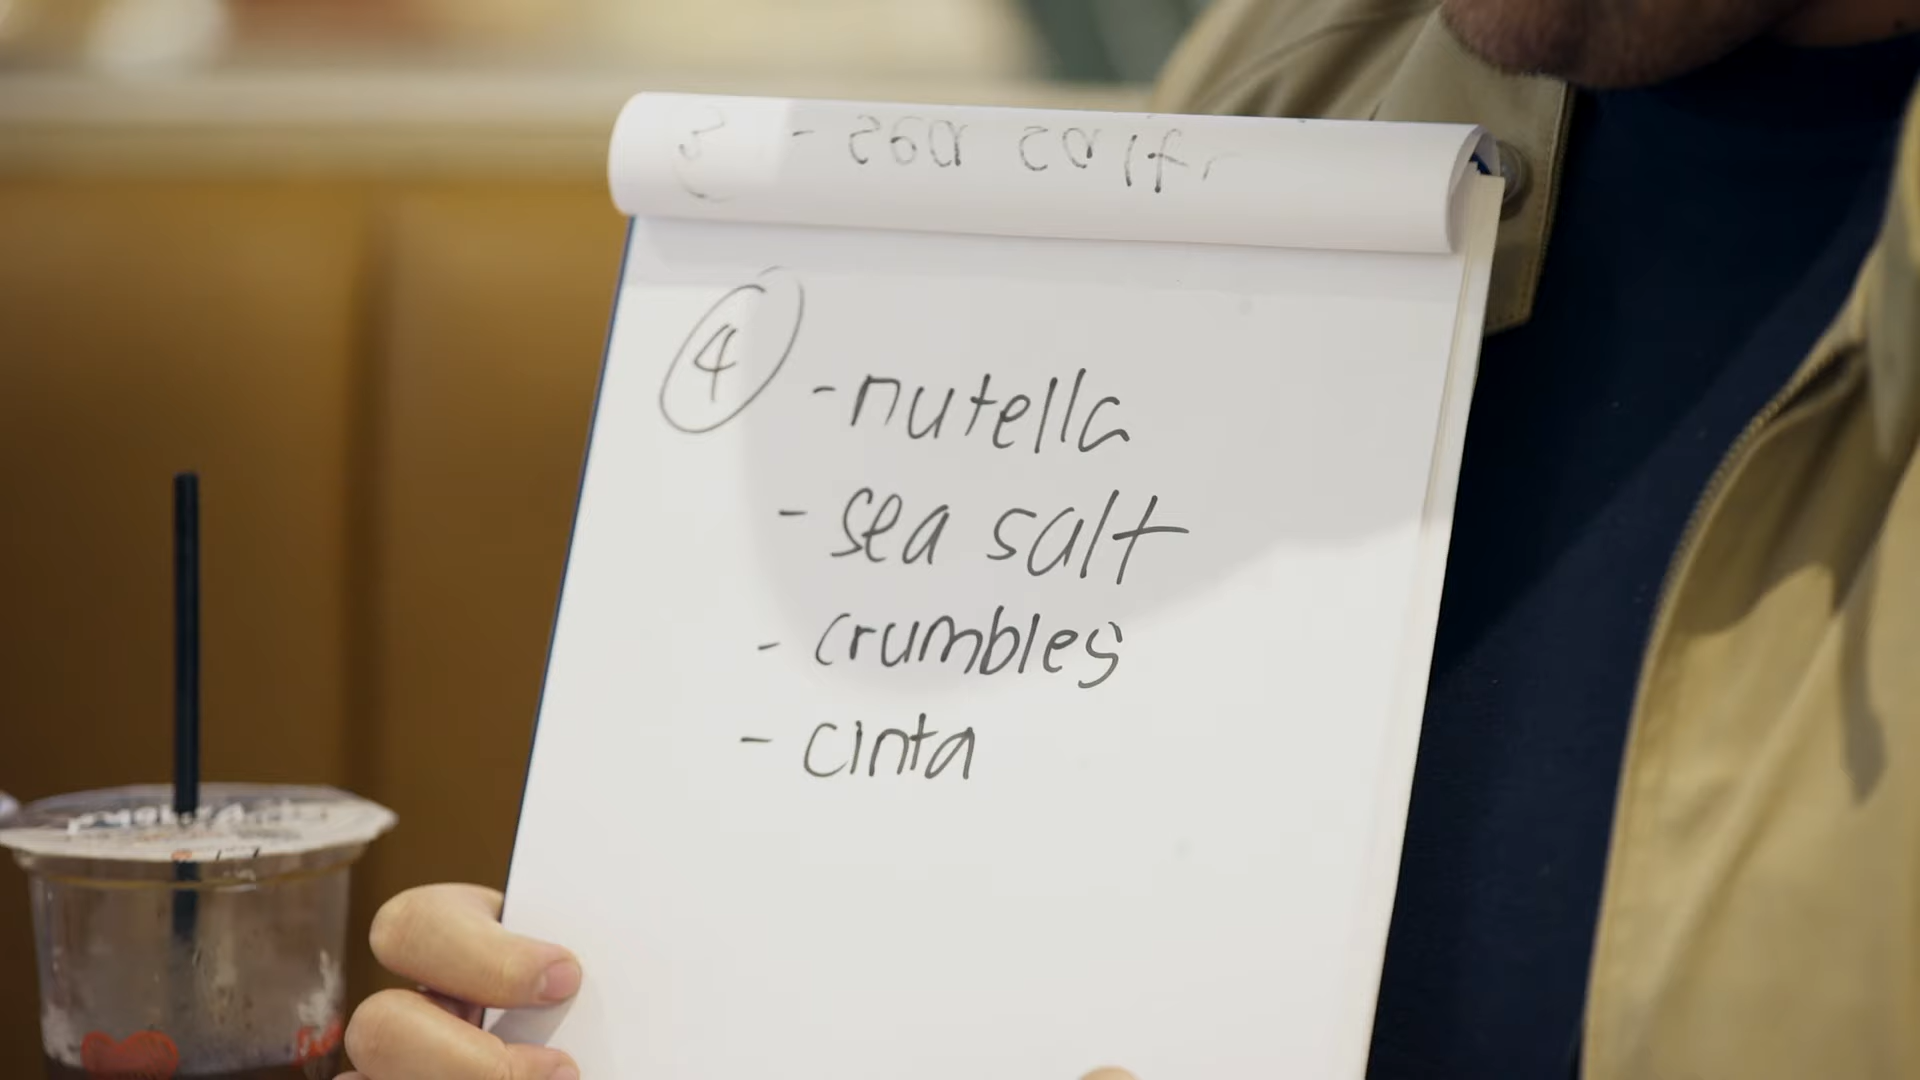 ④
- nutella
- sea salt
- crumbles
- cinta